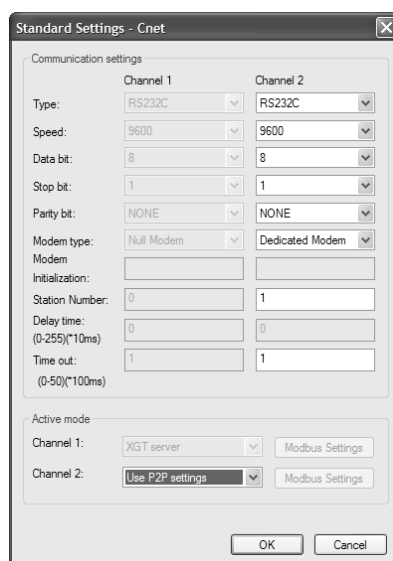 Standard Settings - Cnet
Communication settings
Channel 1 Channel 2
Type: RS232C RS232C
Speed: 9600 9600
Data bit: 8 8
Stop bit: 1 1
Parity bit: NONE NONE
Modem type: Null Modem Dedicated Modem
Modem
Initialization:
Station Number: 0 1
Delay time: 0 0
(0-255)(*10ms)
Time out: 1 1
(0-50)(*100ms)
Active mode
Channel 1: XGT server Modbus Settings
Channel 2: Use P2P settings Modbus Settings
OK Cancel